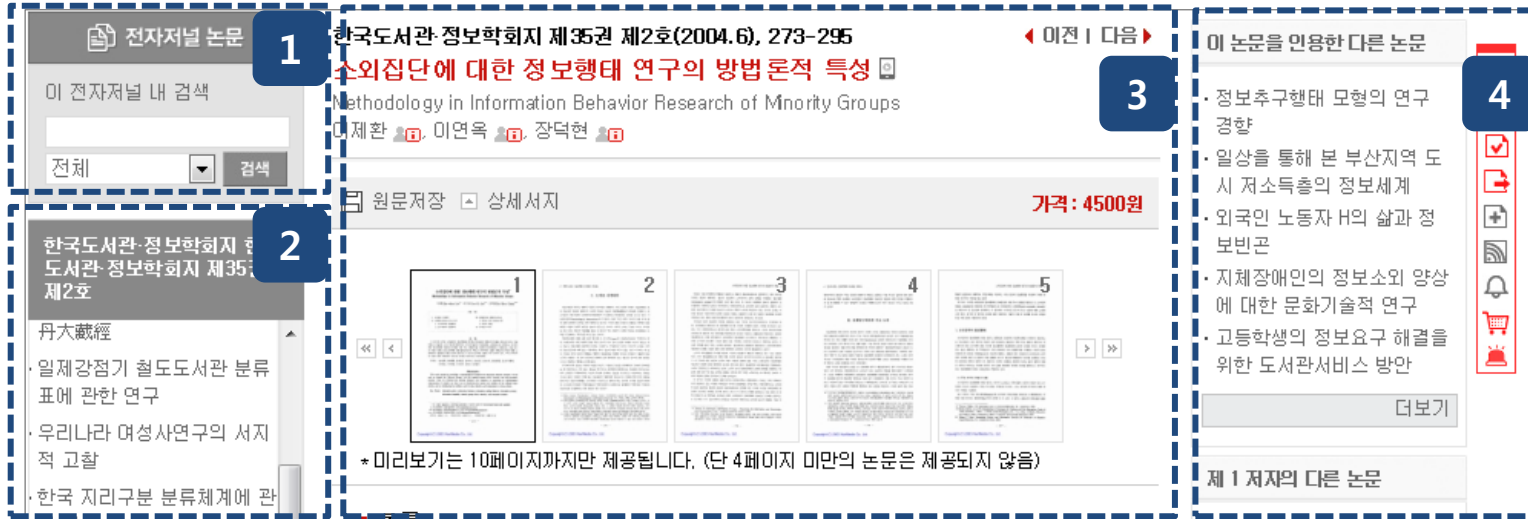 전자저널 논문
1
이 전자저널 내 검색
전체
검색
2
한국도서관·정보학회지
도서관·정보학회지 제35권
제2호
丹大藏經
· 일제강점기 철도도서관 분류
표에 관한 연구
· 우리나라 여성사연구의 서지
적 고찰
· 한국 지리구분 분류체계에 관
한국도서관·정보학회지 제35권 제2호(2004.6), 273-295
이전 | 다음
소외집단에 대한 정보행태 연구의 방법론적 특성
3
Methodology in Information Behavior Research of Minority Groups
이제환, 이연옥, 장덕현
원문저장 상세서지
가격 : 4500원
1 2 3 4 5
* 미리보기는 10페이지까지만 제공됩니다. (단 4페이지 미만의 논문은 제공되지 않음)
이 논문을 인용한 다른 논문
4
· 정보추구행태 모형의 연구
경향
· 일상을 통해 본 부산지역 도
시 저소득층의 정보세계
· 외국인 노동자 H의 삶과 정
보빈곤
· 지체장애인의 정보소외 양상
에 대한 문화기술적 연구
· 고등학생의 정보요구 해결을
위한 도서관서비스 방안
더보기
제 1 저자의 다른 논문